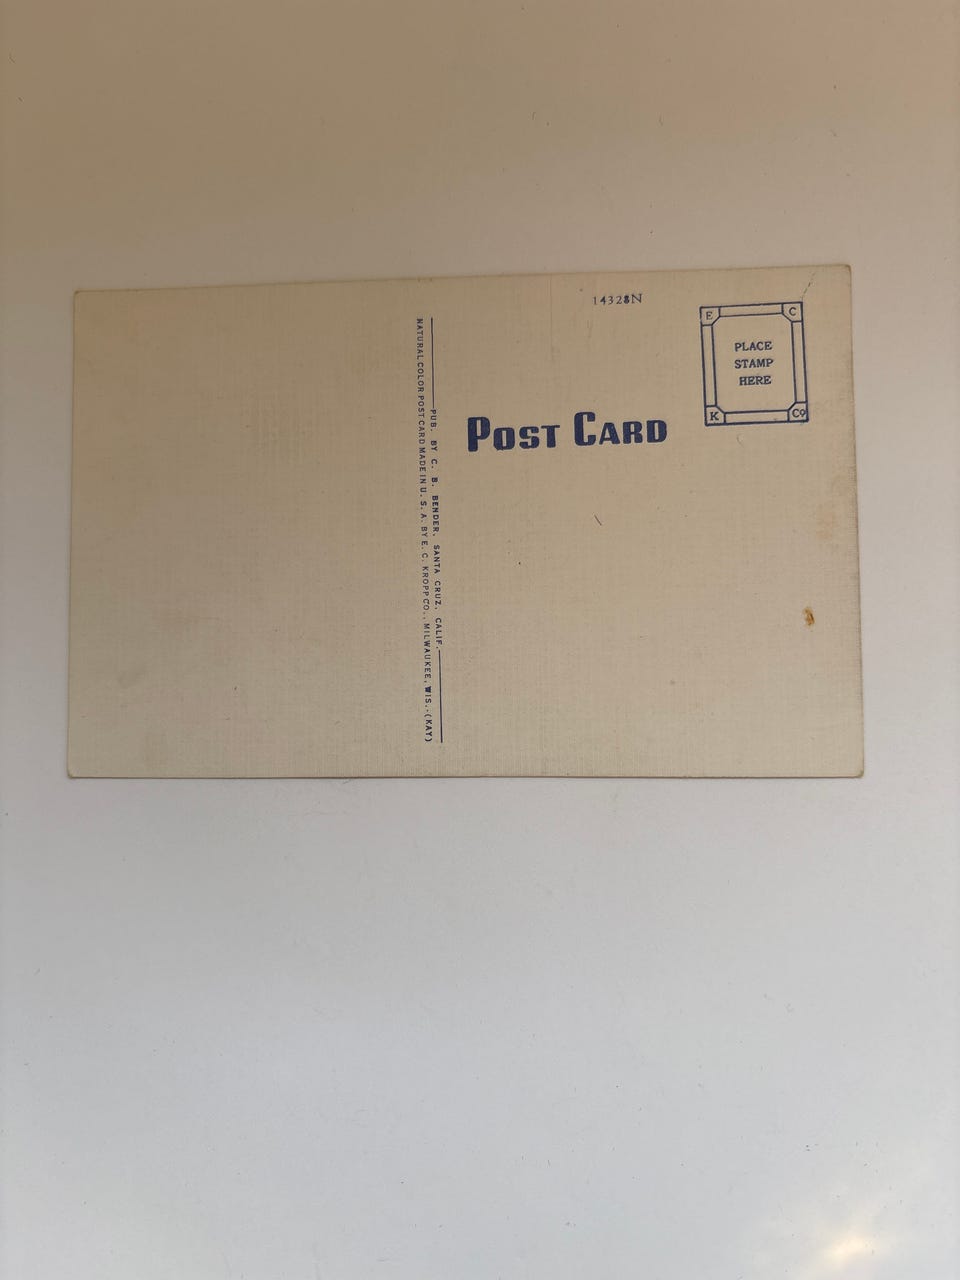 14328N
E C
PLACE
STAMP
HERE
K Co
POST CARD
PUB. BY C. B. BENDER, SANTA CRUZ, CALIF.
NATURAL COLOR POST CARD MADE IN U. S. A. BY E. C. KROPP CO., MILWAUKEE, WIS.-(KAY)